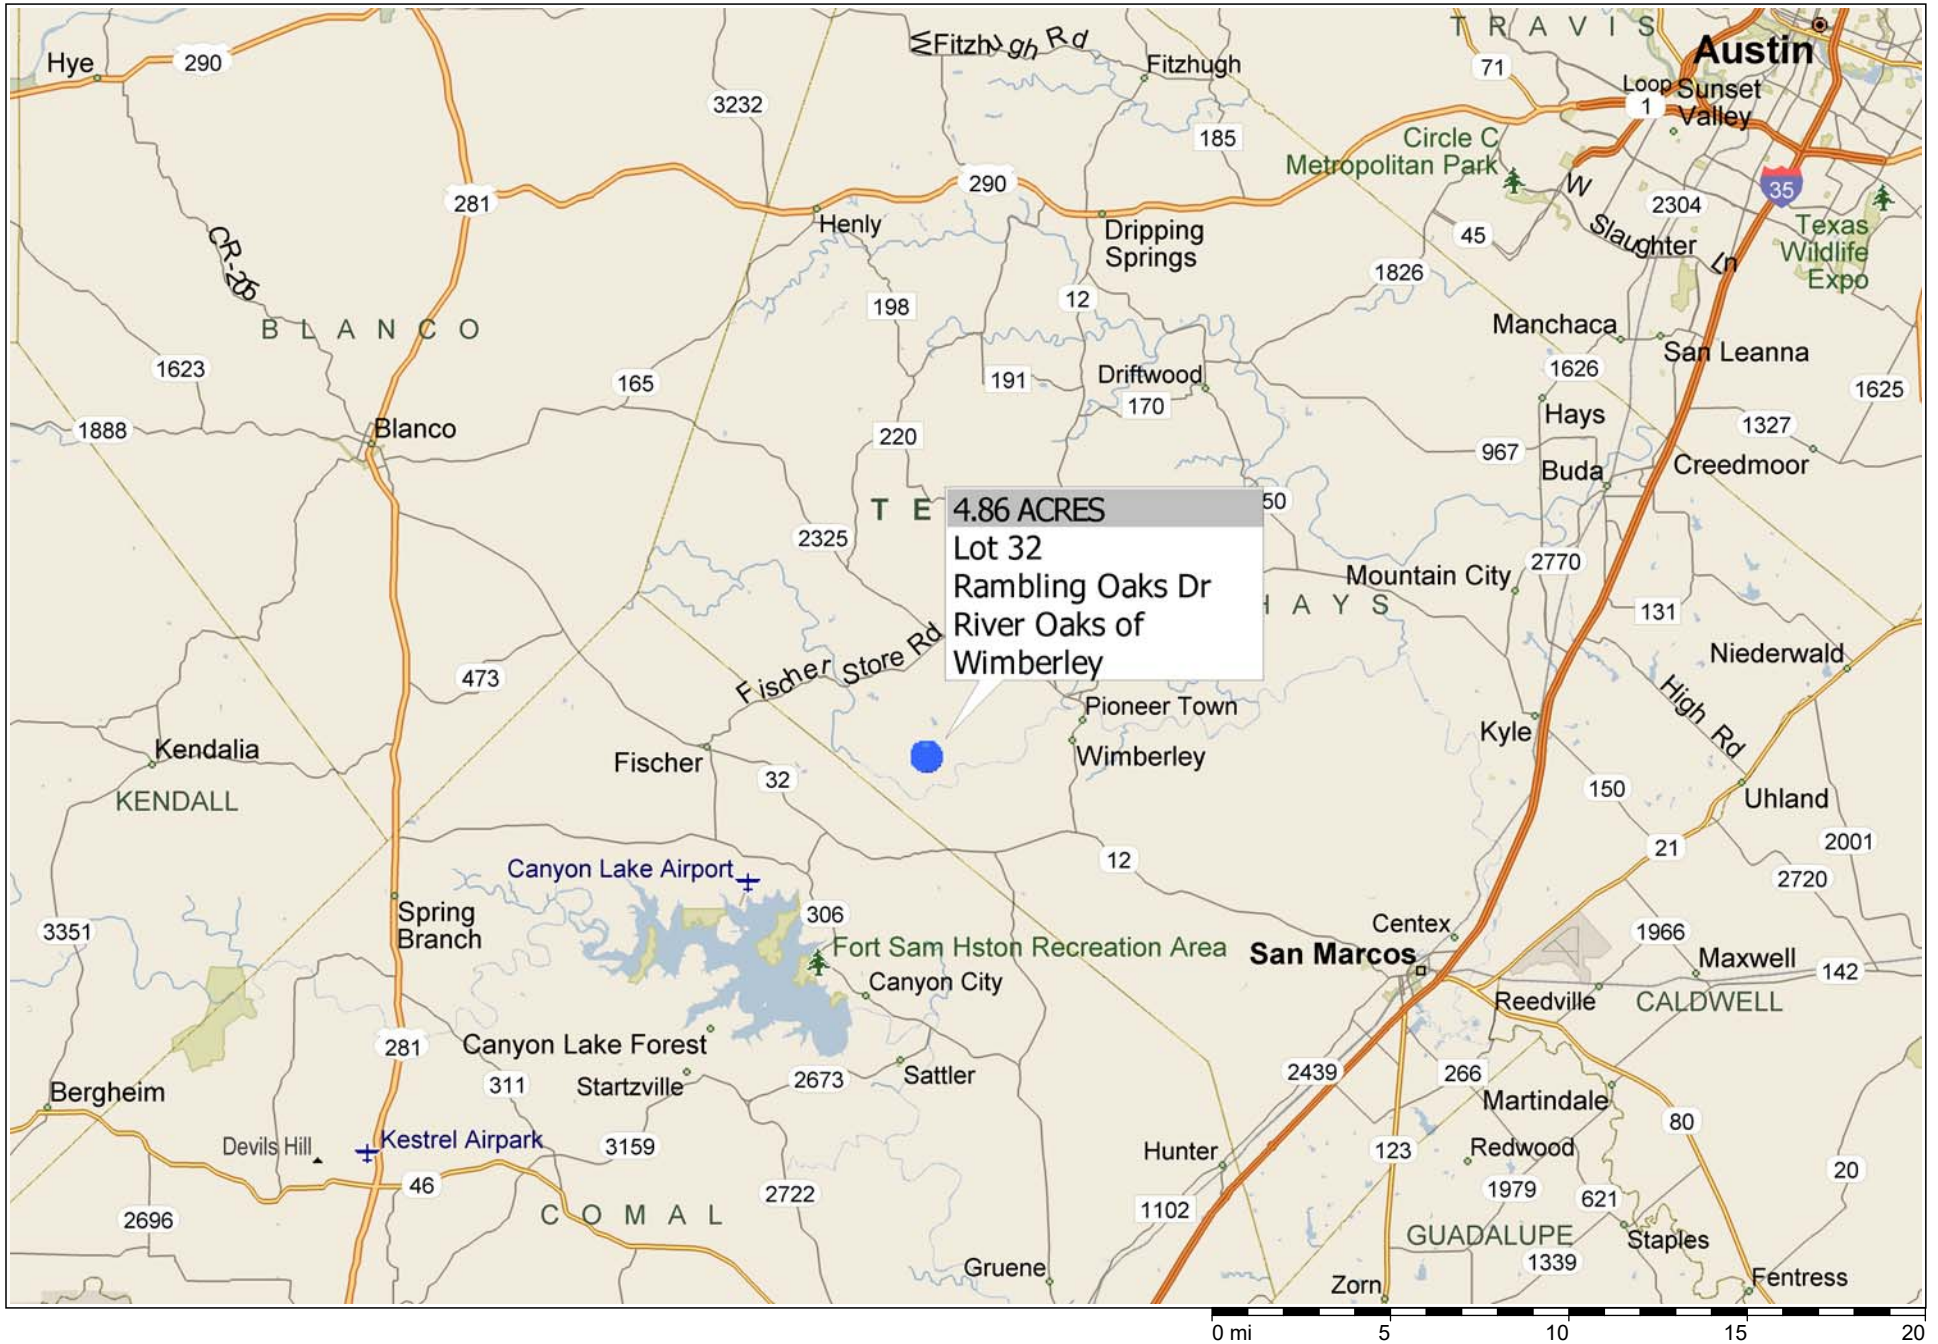 Hye
290
3232
W Fitzhugh Rd
Fitzhugh
185
71
TRAVIS
Austin
Loop
1
Sunset
Valley
Circle C
Metropolitan Park
35
W Slaughter Ln
2304
45
Texas
Wildlife
Expo
281
290
Henly
Dripping
Springs
CR-205
198
12
1826
BLANCO
Manchaca
San Leanna
1623
165
191
Driftwood
170
1626
1625
Hays
1888
Blanco
220
967
1327
Buda
Creedmoor
TE
4.86 ACRES
Lot 32
Rambling Oaks Dr
River Oaks of
Wimberley
50
2325
Mountain City
2770
HAYS
131
Fischer Store Rd
473
Niederwald
High Rd
Pioneer Town
Kyle
Kendalia
Fischer
32
Wimberley
KENDALL
150
Uhland
21
2001
12
2720
Canyon Lake Airport
Spring
Branch
306
3351
Fort Sam Hston Recreation Area
Centex
San Marcos
1966
Maxwell
142
Canyon City
Reedville
CALDWELL
281
Canyon Lake Forest
311
Startzville
2673
Sattler
2439
266
Bergheim
Martindale
80
Devils Hill
Kestrel Airpark
3159
Hunter
123
Redwood
46
2722
1979
621
20
2696
COMAL
1102
GUADALUPE
Staples
1339
Gruene
Zorn
Fentress
0 mi 5 10 15 20